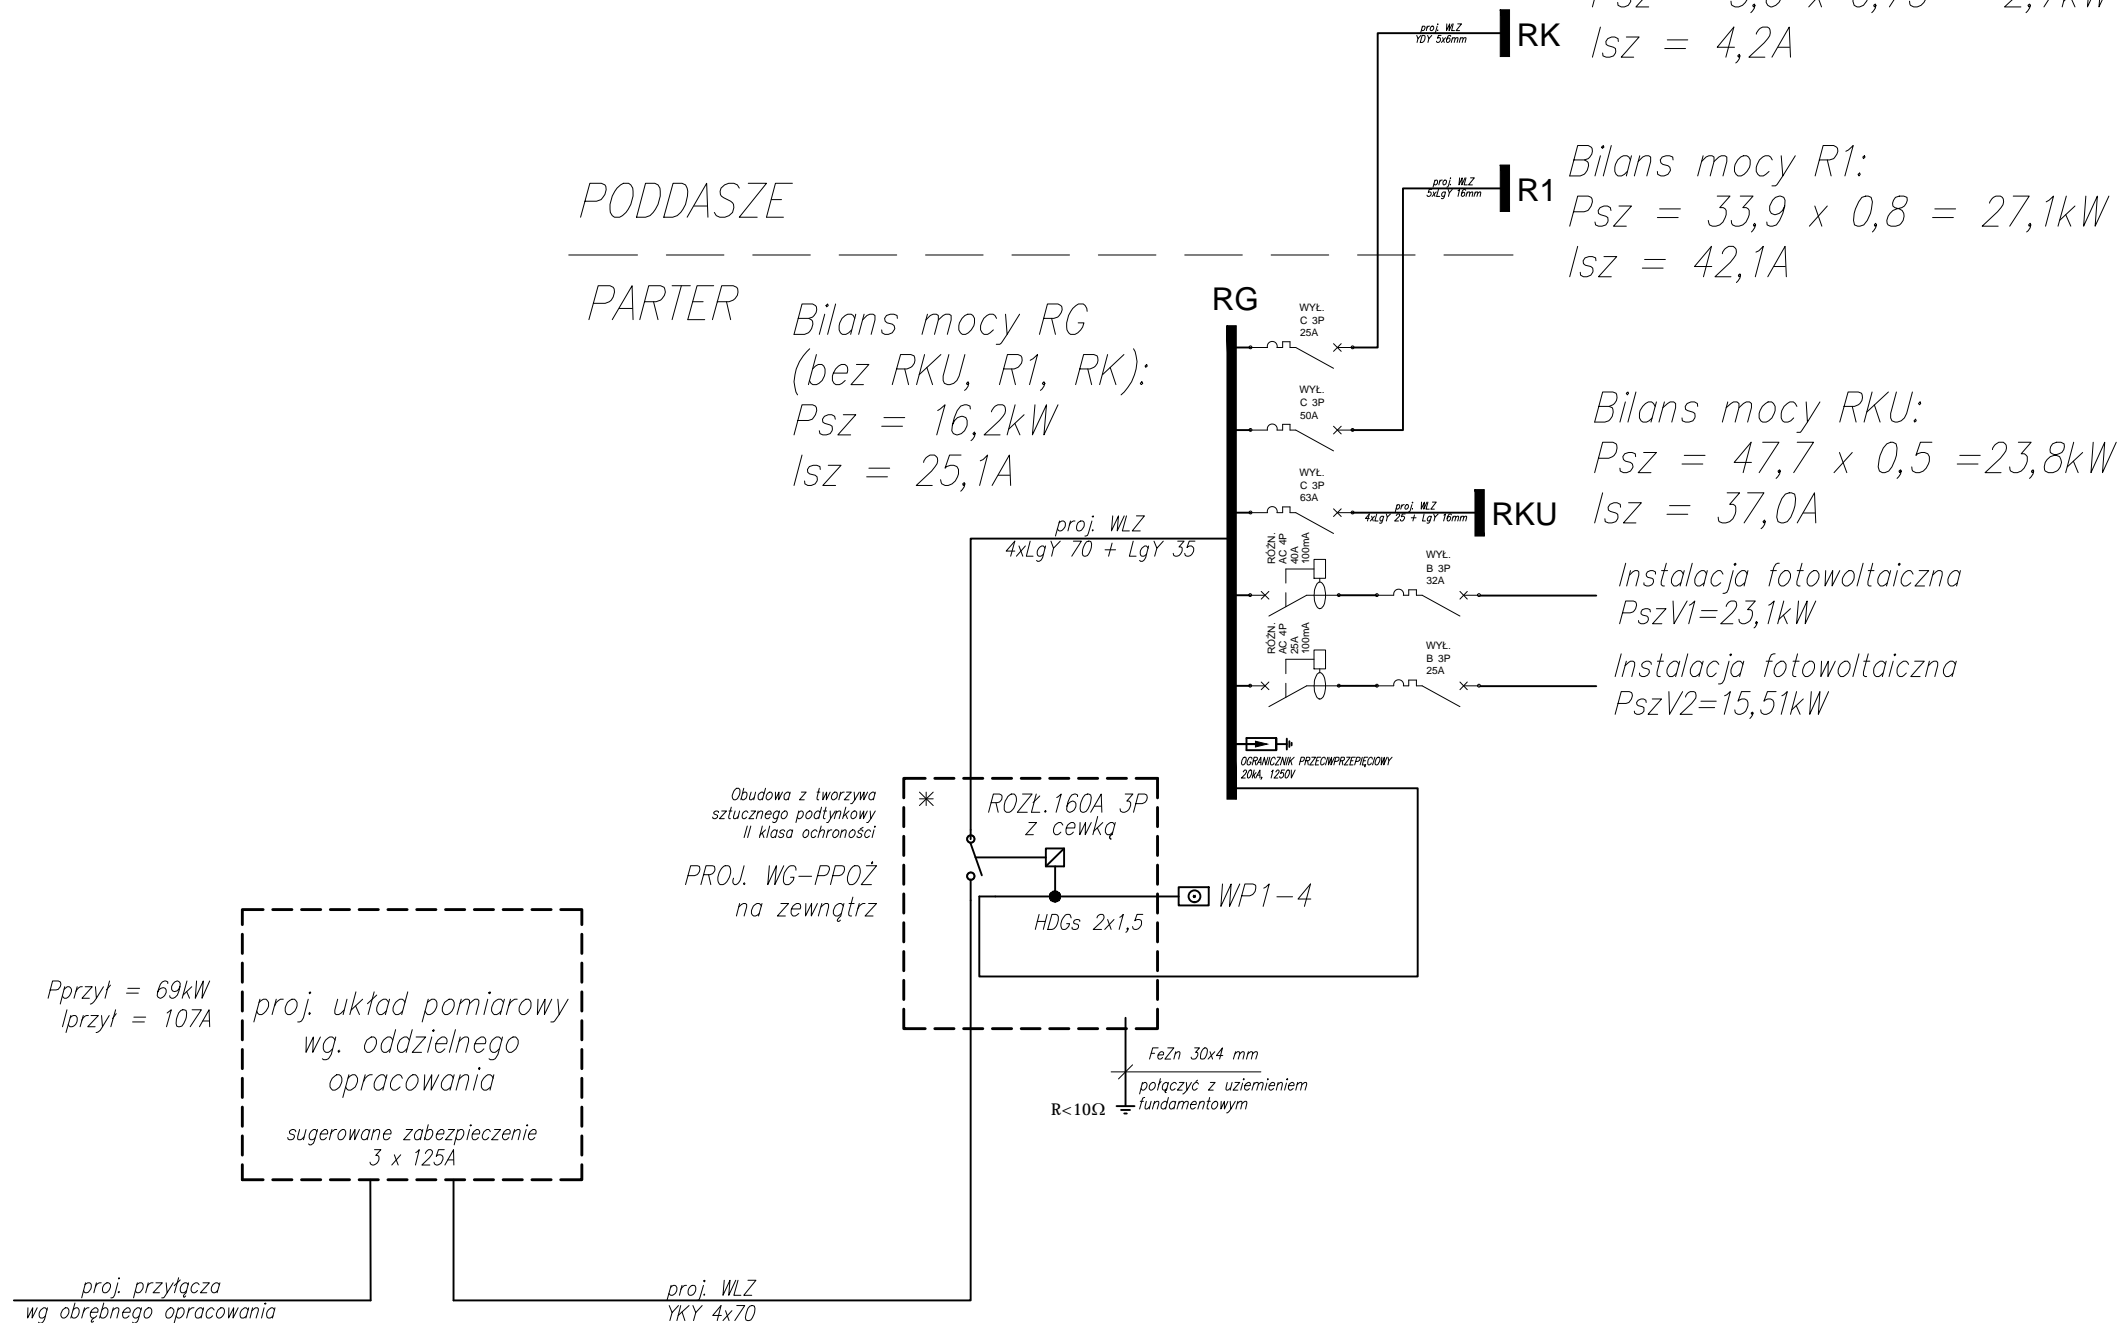 RK
Isz = 4,2A
proj. WLZ
YDY 5x6mm
PODDASZE
proj. WLZ
5xLgY 16mm
R1
Bilans mocy R1:
Psz = 33,9 x 0,8 = 27,1kW
Isz = 42,1A
PARTER
Bilans mocy RG
(bez RKU, R1, RK):
Psz = 16,2kW
Isz = 25,1A
RG
WYŁ.
C 3P
25A
WYŁ.
C 3P
50A
WYŁ.
C 3P
63A
proj. WLZ
4xLgY 25 + LgY 16mm
RKU
Bilans mocy RKU:
Psz = 47,7 x 0,5 =23,8kW
Isz = 37,0A
proj. WLZ
4xLgY 70 + LgY 35
RÓŻN.
AC 4P
40A
100mA
WYŁ.
B 3P
32A
Instalacja fotowoltaiczna
PszV1=23,1kW
RÓŻN.
AC 4P
25A
100mA
WYŁ.
B 3P
25A
Instalacja fotowoltaiczna
PszV2=15,51kW
OGRANICZNIK PRZECIWPRZEPIĘCIOWY
20kA, 1250V
Obudowa z tworzywa
sztucznego podtynkowy
II klasa ochroności
PROJ. WG-PPOŻ
na zewnątrz
ROZŁ.160A 3P
z cewką
WP1-4
HDGs 2x1,5
FeZn 30x4 mm
połączyć z uziemieniem
fundamentowym
R<10Ω
Pprzył = 69kW
Iprzył = 107A
proj. układ pomiarowy
wg. oddzielnego
opracowania
sugerowane zabezpieczenie
3 x 125A
proj. przyłącza
wg obrębnego opracowania
proj. WLZ
YKY 4x70